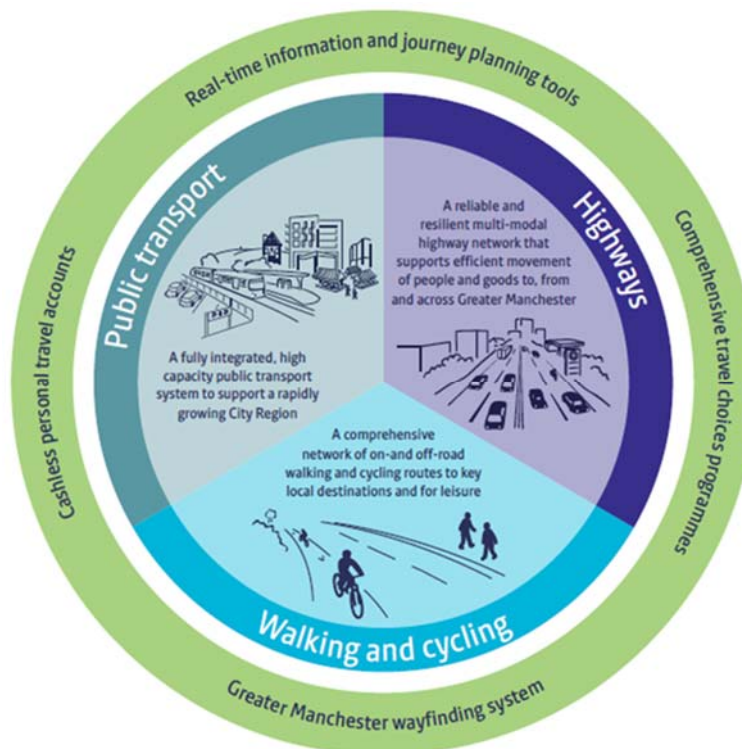 Real-time information and journey planning tools
Public transport
Highways
A reliable and
resilient multi-modal
highway network that
supports efficient movement
of people and goods to, from
and across Greater Manchester
Cashless personal travel accounts
Comprehensive travel choices programmes
A fully integrated, high
capacity public transport
system to support a rapidly
growing City Region
A comprehensive
network of on-and off-road
walking and cycling routes to key
local destinations and for leisure
Walking and cycling
Greater Manchester wayfinding system